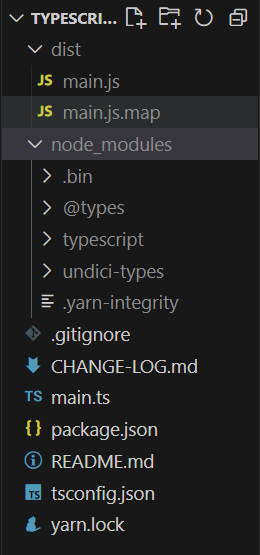 TYPESCRI...
dist
JS main.js
JS main.js.map
node_modules
.bin
@types
typescript
undici-types
.yarn-integrity
.gitignore
CHANGE-LOG.md
TS main.ts
{} package.json
README.md
TS tsconfig.json
yarn.lock